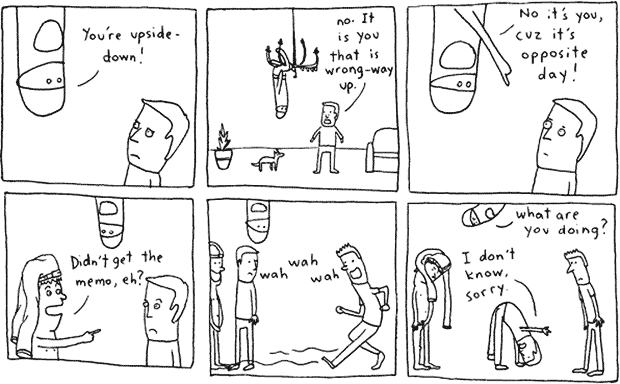 You're upside-
down!
no. It
is you
that is
wrong-way
up.
No it's you,
cuz it's
opposite
day!
Didn't get the
memo, eh?
wah
wah
wah
what are
you doing?
I don't
know,
sorry.